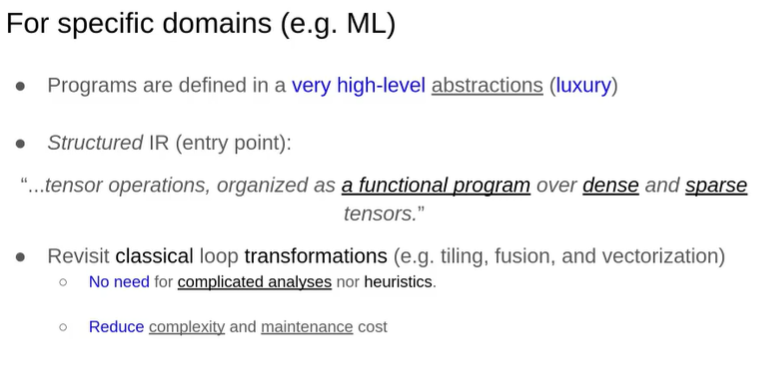 For specific domains (e.g. ML)
● Programs are defined in a very high-level abstractions (luxury)
● Structured IR (entry point):
“...tensor operations, organized as a functional program over dense and sparse
tensors.”
● Revisit classical loop transformations (e.g. tiling, fusion, and vectorization)
○ No need for complicated analyses nor heuristics.
○ Reduce complexity and maintenance cost